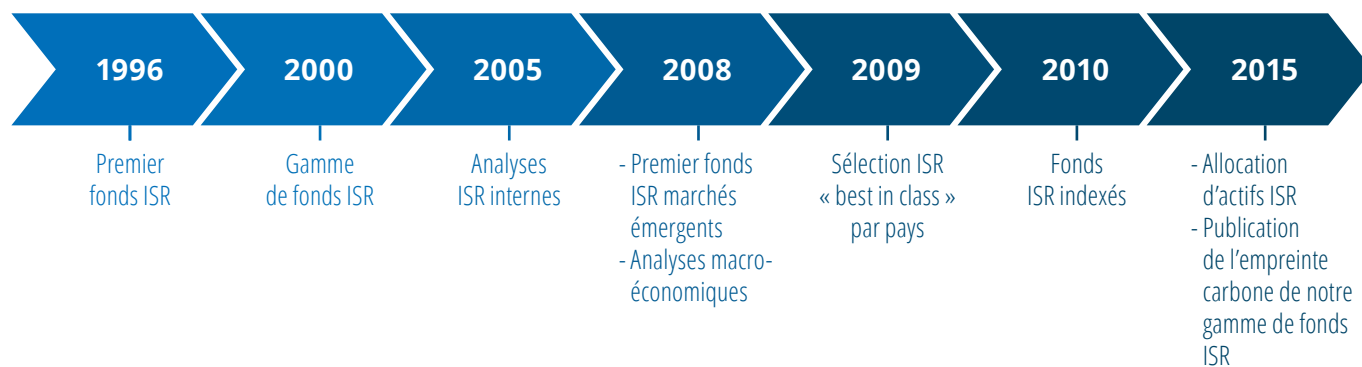 1996
2000
2005
2008
2009
2010
2015
Premier
fonds ISR
Gamme
de fonds ISR
Analyses
ISR internes
- Premier fonds
ISR marchés
émergents
- Analyses macro-
économiques
Sélection ISR
« best in class »
par pays
Fonds
ISR indexés
- Allocation
d'actifs ISR
- Publication
de l'empreinte
carbone de notre
gamme de fonds
ISR